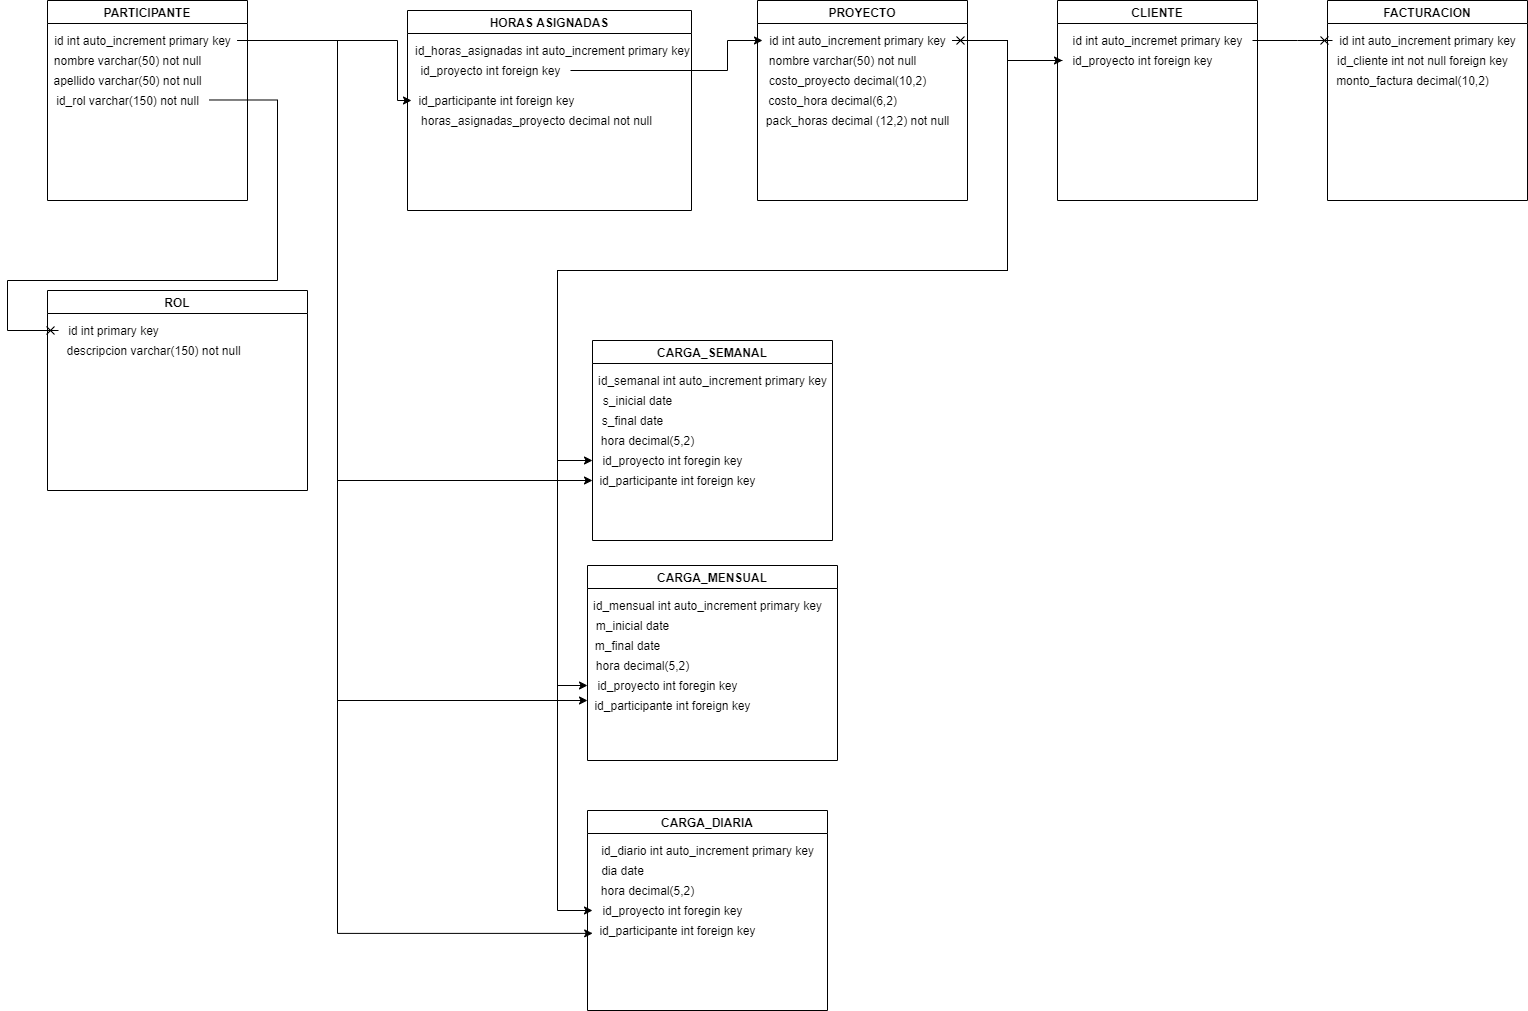 PARTICIPANTE
id int auto_increment primary key
nombre varchar(50) not null
apellido varchar(50) not null
id_rol varchar(150) not null
HORAS ASIGNADAS
id_horas_asignadas int auto_increment primary key
id_proyecto int foreign key
id_participante int foreign key
horas_asignadas_proyecto decimal not null
PROYECTO
id int auto_increment primary key
nombre varchar(50) not null
costo_proyecto decimal(10,2)
costo_hora decimal(6,2)
pack_horas decimal (12,2) not null
CLIENTE
id int auto_incremet primary key
id_proyecto int foreign key
FACTURACION
id int auto_increment primary key
id_cliente int not null foreign key
monto_factura decimal(10,2)
ROL
id int primary key
descripcion varchar(150) not null
CARGA_SEMANAL
id_semanal int auto_increment primary key
s_inicial date
s_final date
hora decimal(5,2)
id_proyecto int foregin key
id_participante int foreign key
CARGA_MENSUAL
id_mensual int auto_increment primary key
m_inicial date
m_final date
hora decimal(5,2)
id_proyecto int foregin key
id_participante int foreign key
CARGA_DIARIA
id_diario int auto_increment primary key
dia date
hora decimal(5,2)
id_proyecto int foregin key
id_participante int foreign key